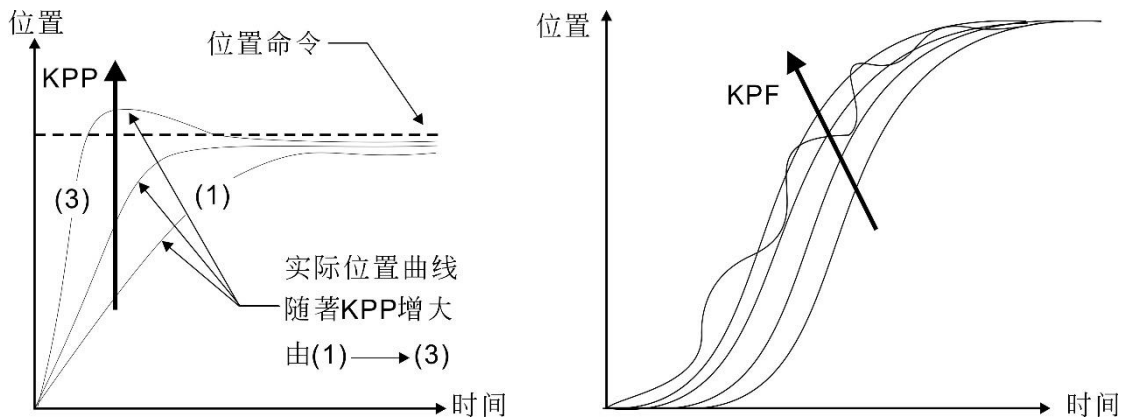 位置
位置命令
KPP
(3)
(1)
实际位置曲线
随著KPP增大
由(1)→(3)
时间
位置
KPF
时间